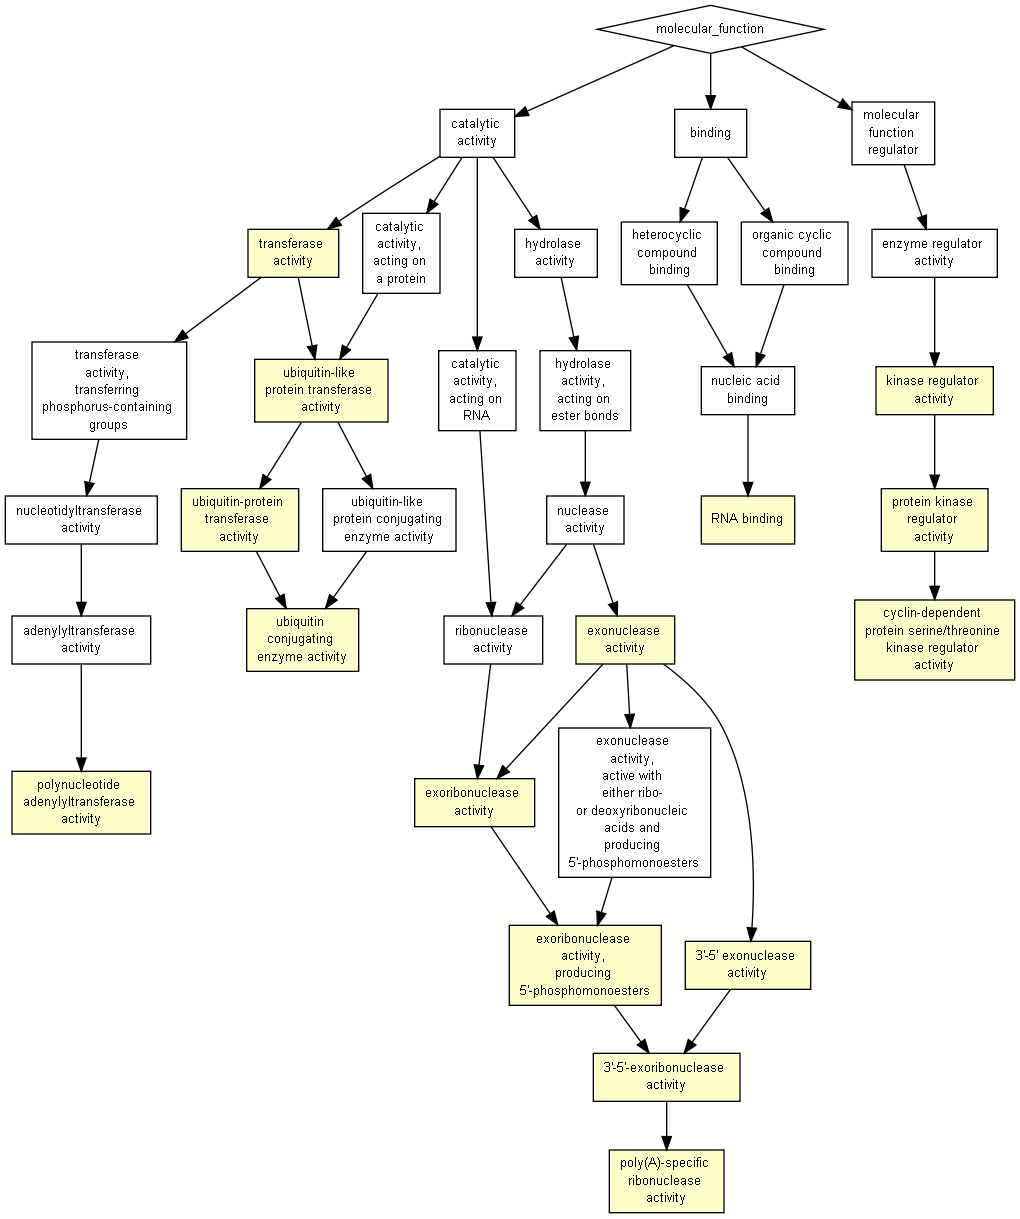 molecular_function
catalytic
activity
binding
molecular
function
regulator
transferase
activity
catalytic
activity,
acting on
a protein
hydrolase
activity
heterocyclic
compound
binding
organic cyclic
compound
binding
enzyme regulator
activity
transferase
activity,
transferring
phosphorus-containing
groups
ubiquitin-like
protein transferase
activity
catalytic
activity,
acting on
RNA
hydrolase
activity,
acting on
ester bonds
nucleic acid
binding
kinase regulator
activity
nucleotidyltransferase
activity
ubiquitin-protein
transferase
activity
ubiquitin-like
protein conjugating
enzyme activity
nuclease
activity
RNA binding
protein kinase
regulator
activity
adenylyltransferase
activity
ubiquitin
conjugating
enzyme activity
ribonuclease
activity
exonuclease
activity
cyclin-dependent
protein serine/threonine
kinase regulator
activity
polynucleotide
adenylyltransferase
activity
exoribonuclease
activity
exonuclease
activity,
active with
either ribo-
or deoxyribonucleic
acids and
producing
5'-phosphomonoesters
exoribonuclease
activity,
producing
5'-phosphomonoesters
3'-5' exonuclease
activity
3'-5'-exoribonuclease
activity
poly(A)-specific
ribonuclease
activity